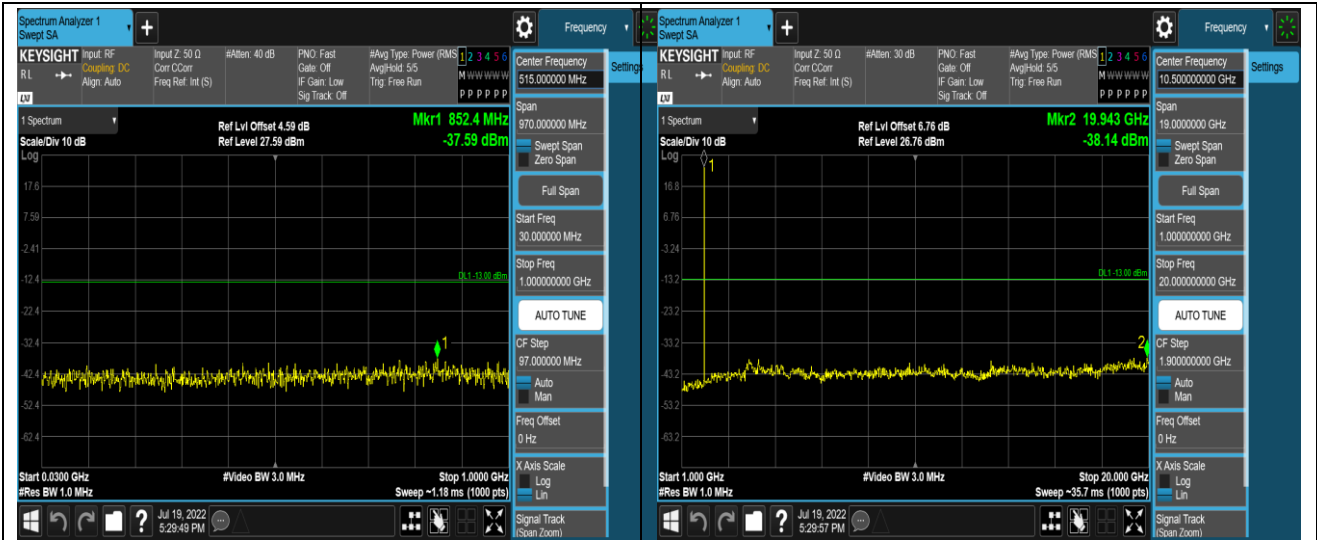 Spectrum Analyzer 1
Swept SA
+
Frequency
KEYSIGHT
Input: RF
Coupling: DC
Align: Auto
Input Z: 50 Ω
Corr CCorr
Freq Ref: Int (S)
#Atten: 40 dB
PNO: Fast
Gate: Off
IF Gain: Low
Sig Track: Off
#Avg Type: Power (RMS
Avg|Hold: 5/5
Trig: Free Run
1 2 3 4 5 6
M W W W W W
P P P P P P
RL
LXI
Center Frequency
515.000000 MHz
Settings
1 Spectrum
Scale/Div 10 dB
Log
Ref Lvl Offset 4.59 dB
Ref Level 27.59 dBm
Mkr1 852.4 MHz
-37.59 dBm
17.6
7.59
-2.41
-12.4
-22.4
-32.4
-42.4
-52.4
-62.4
DL1 -13.00 dBm
1
Span
970.000000 MHz
Swept Span
Zero Span
Full Span
Start Freq
30.000000 MHz
Stop Freq
1.000000000 GHz
AUTO TUNE
CF Step
97.000000 MHz
Auto
Man
Freq Offset
0 Hz
X Axis Scale
Log
Lin
Signal Track
(Span Zoom)
Start 0.0300 GHz
#Res BW 1.0 MHz
#Video BW 3.0 MHz
Stop 1.0000 GHz
Sweep ~1.18 ms (1000 pts)
?
Jul 19, 2022
5:29:49 PM
Spectrum Analyzer 1
Swept SA
+
Frequency
KEYSIGHT
Input: RF
Coupling: DC
Align: Auto
Input Z: 50 Ω
Corr CCorr
Freq Ref: Int (S)
#Atten: 30 dB
PNO: Fast
Gate: Off
IF Gain: Low
Sig Track: Off
#Avg Type: Power (RMS
Avg|Hold: 5/5
Trig: Free Run
1 2 3 4 5 6
M W W W W W
P P P P P P
RL
LXI
Center Frequency
10.500000000 GHz
Settings
1 Spectrum
Scale/Div 10 dB
Log
Ref Lvl Offset 6.76 dB
Ref Level 26.76 dBm
Mkr2 19.943 GHz
-38.14 dBm
1
16.8
6.76
-3.24
-13.2
-23.2
-33.2
-43.2
-53.2
-63.2
DL1 -13.00 dBm
2
Span
19.0000000 GHz
Swept Span
Zero Span
Full Span
Start Freq
1.000000000 GHz
Stop Freq
20.000000000 GHz
AUTO TUNE
CF Step
1.900000000 GHz
Auto
Man
Freq Offset
0 Hz
X Axis Scale
Log
Lin
Signal Track
(Span Zoom)
Start 1.000 GHz
#Res BW 1.0 MHz
#Video BW 3.0 MHz
Stop 20.000 GHz
Sweep ~35.7 ms (1000 pts)
?
Jul 19, 2022
5:29:57 PM